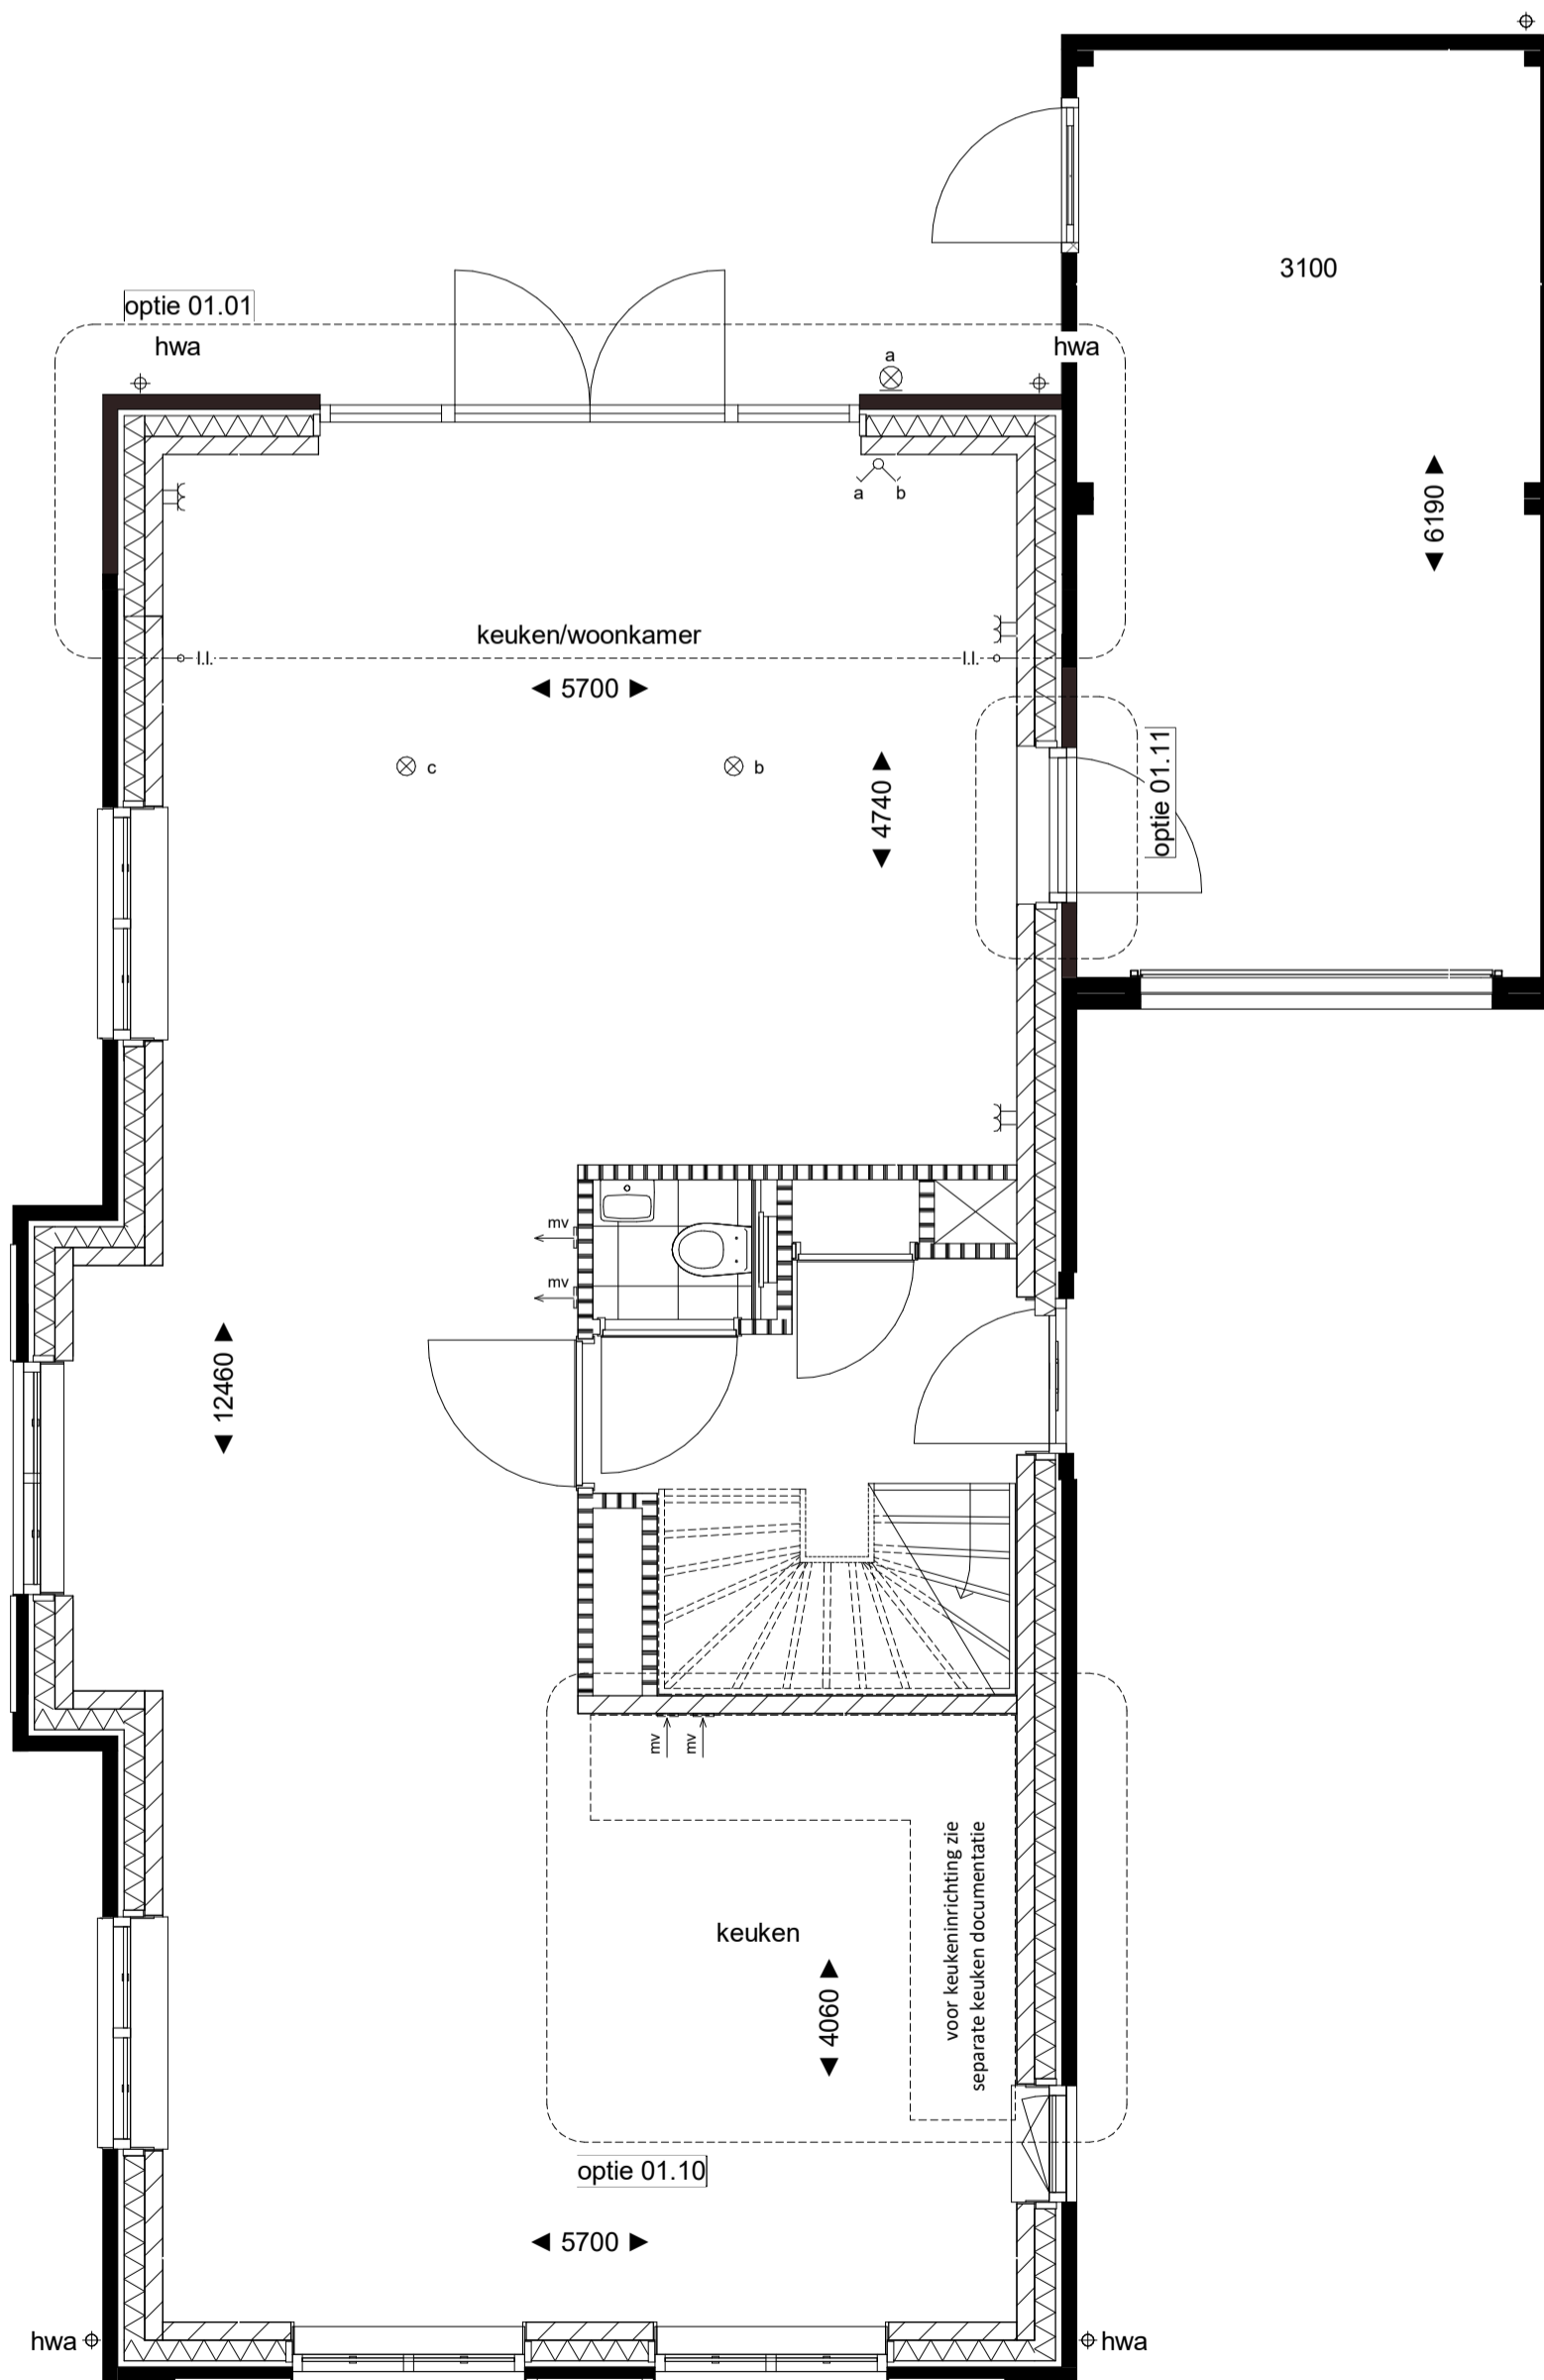 3100
optie 01.01
hwa
hwa
a
a
b
6190
keuken/woonkamer
l.l.
l.l.
5700
optie 01.11
c
b
4740
mv
mv
12460
mv
mv
voor keukeninrichting zie
separate keuken documentatie
keuken
4060
optie 01.10
5700
hwa
hwa